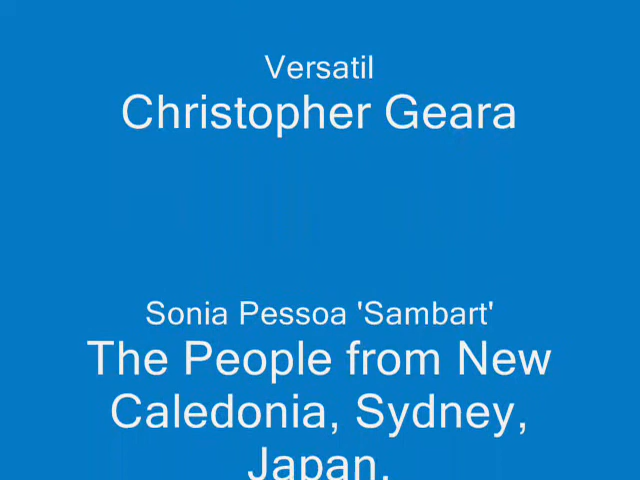 Versatil
Christopher Geara
Sonia Pessoa 'Sambart'
The People from New
Caledonia, Sydney,
Japan,